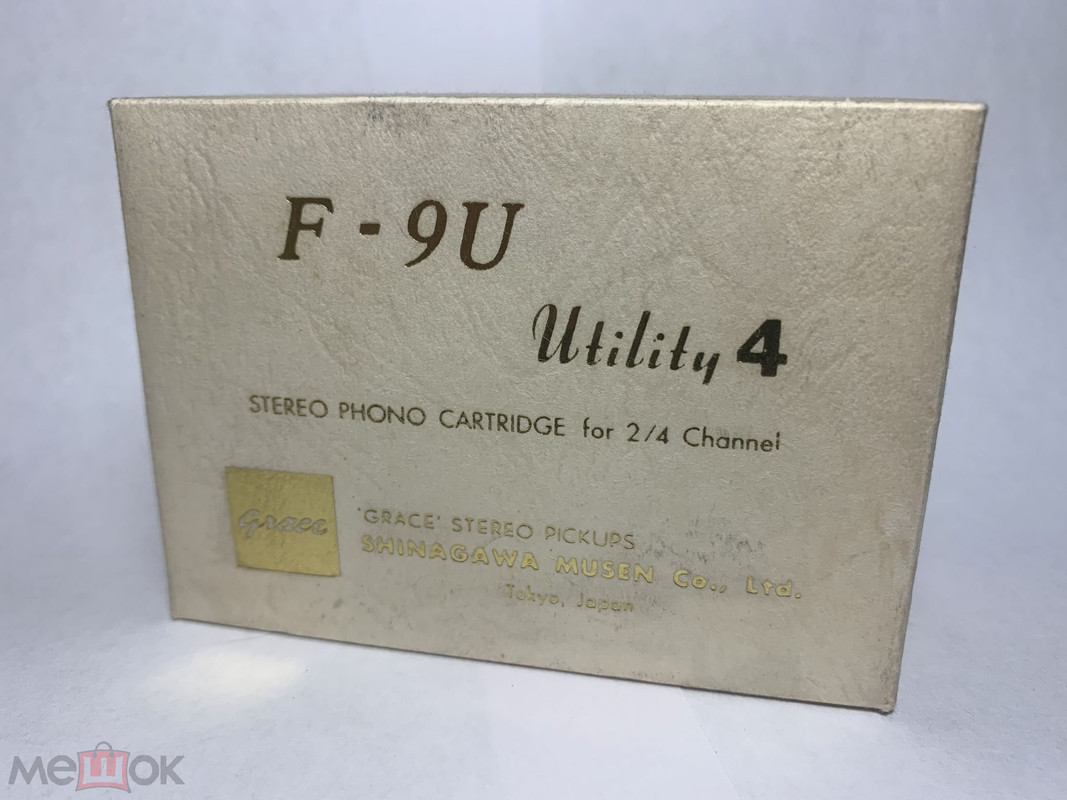 F - 9U
Utility 4
STEREO PHONO CARTRIDGE for 2/4 Channel
Grace
'GRACE' STEREO PICKUPS
SHINAGAWA MUSEN Co., Ltd.
Tokyo, Japan
мешок